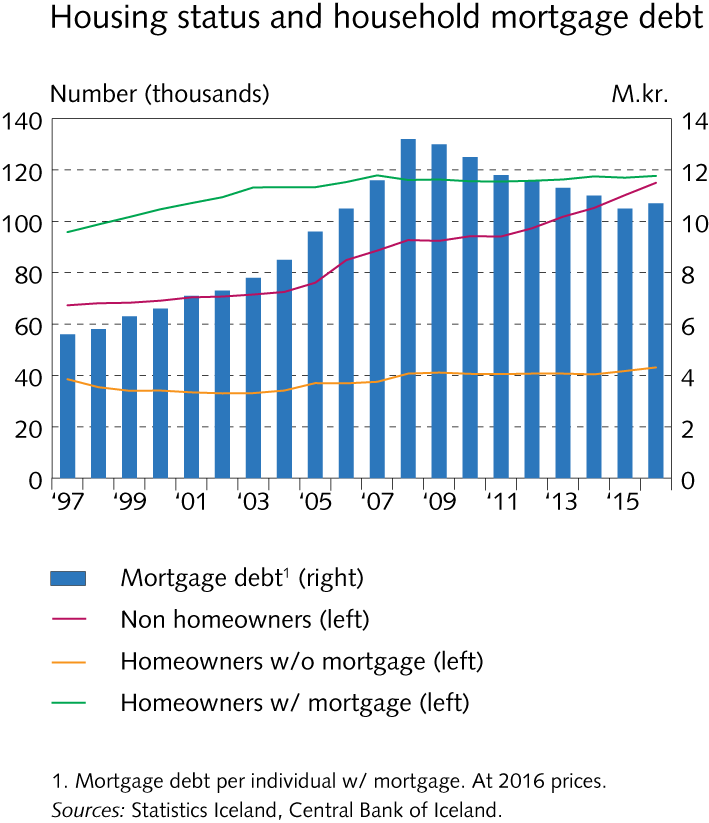 Housing status and household mortgage debt
Number (thousands) M.kr.
140 14
120 12
100 10
80 8
60 6
40 4
20 2
0 0
‘97 ‘99 ‘01 ‘03 ‘05 ‘07 ‘09 ‘11 ‘13 ‘15
Mortgage debt¹ (right)
Non homeowners (left)
Homeowners w/o mortgage (left)
Homeowners w/ mortgage (left)
1. Mortgage debt per individual w/ mortgage. At 2016 prices.
Sources: Statistics Iceland, Central Bank of Iceland.